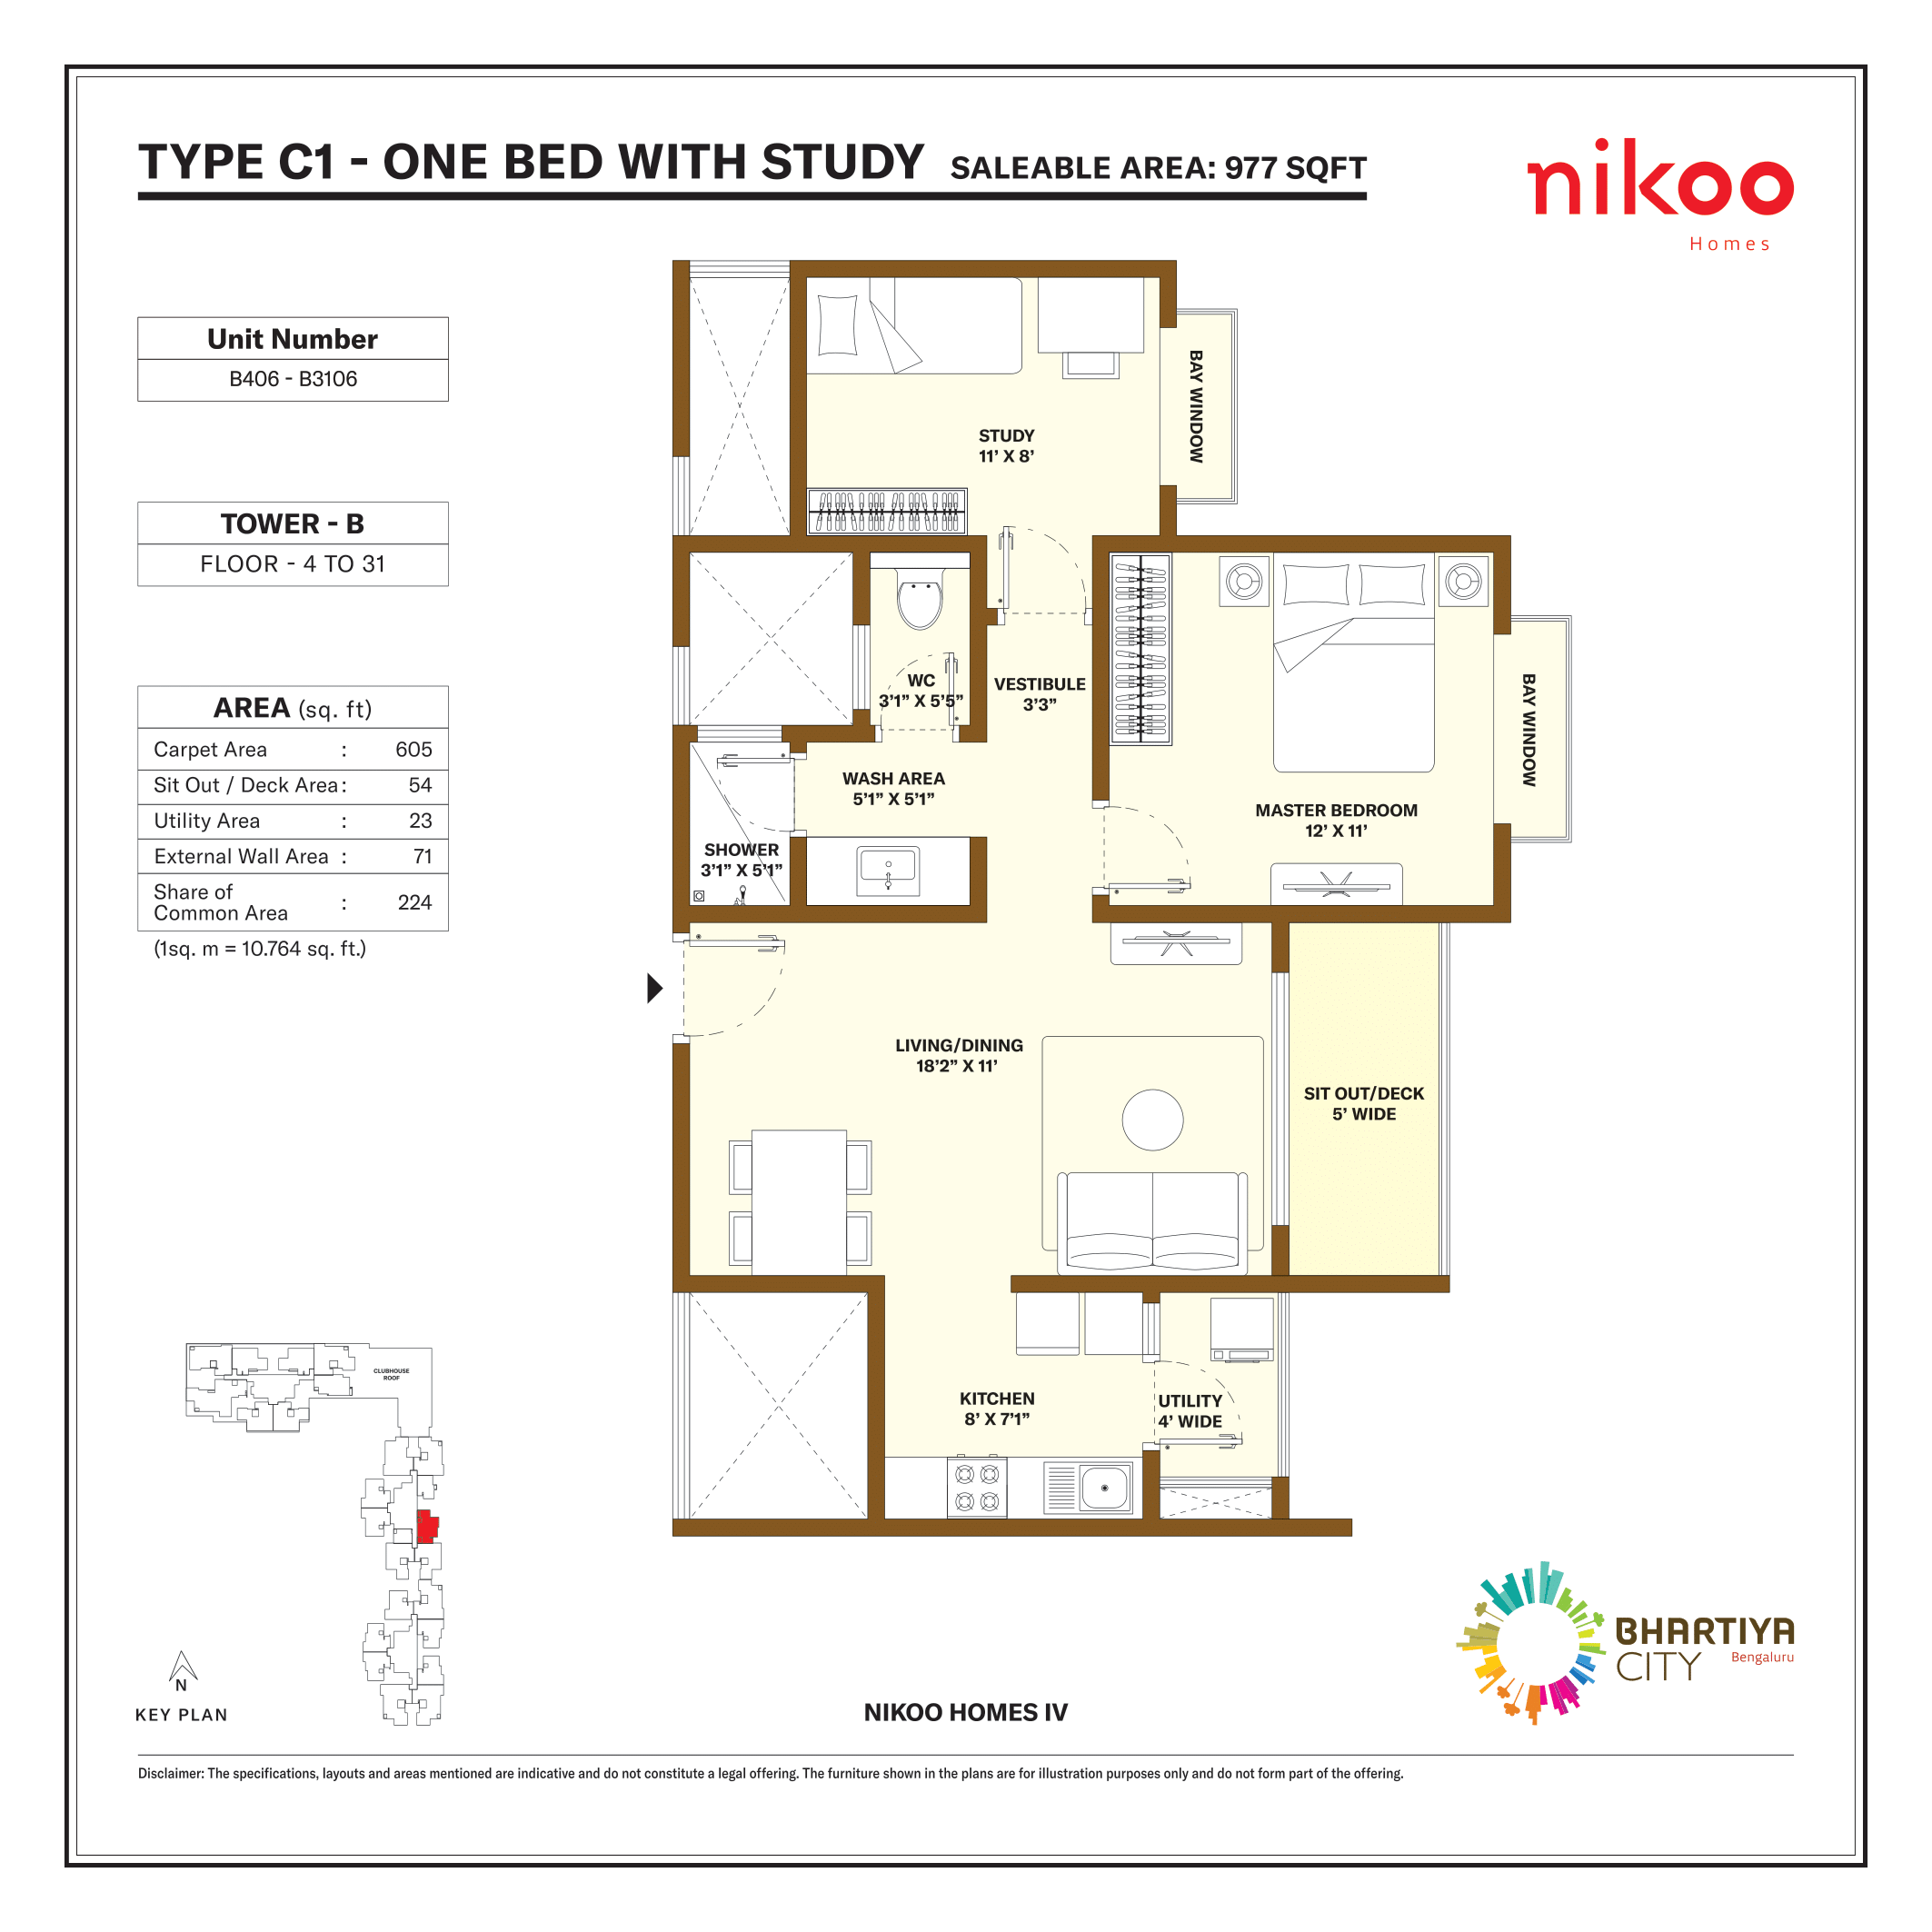 TYPE C1 - ONE BED WITH STUDY SALEABLE AREA: 977 SQFT
nikoo
Homes
Unit Number
B406 - B3106
TOWER - B
FLOOR - 4 TO 31
AREA (sq. ft)
Carpet Area : 605
Sit Out / Deck Area : 54
Utility Area : 23
External Wall Area : 71
Share of
Common Area : 224
(1sq. m = 10.764 sq. ft.)
STUDY
11’ X 8’
BAY WINDOW
WC
3’1” X 5’5”
VESTIBULE
3’3”
WASH AREA
5’1” X 5’1”
SHOWER
3’1” X 5’1”
MASTER BEDROOM
12’ X 11’
BAY WINDOW
LIVING/DINING
18’2” X 11’
SIT OUT/DECK
5’ WIDE
KITCHEN
8’ X 7’1”
UTILITY
4’ WIDE
CLUBHOUSE
ROOF
N
KEY PLAN
NIKOO HOMES IV
BHARTIYA
CITY Bengaluru
Disclaimer: The specifications, layouts and areas mentioned are indicative and do not constitute a legal offering. The furniture shown in the plans are for illustration purposes only and do not form part of the offering.